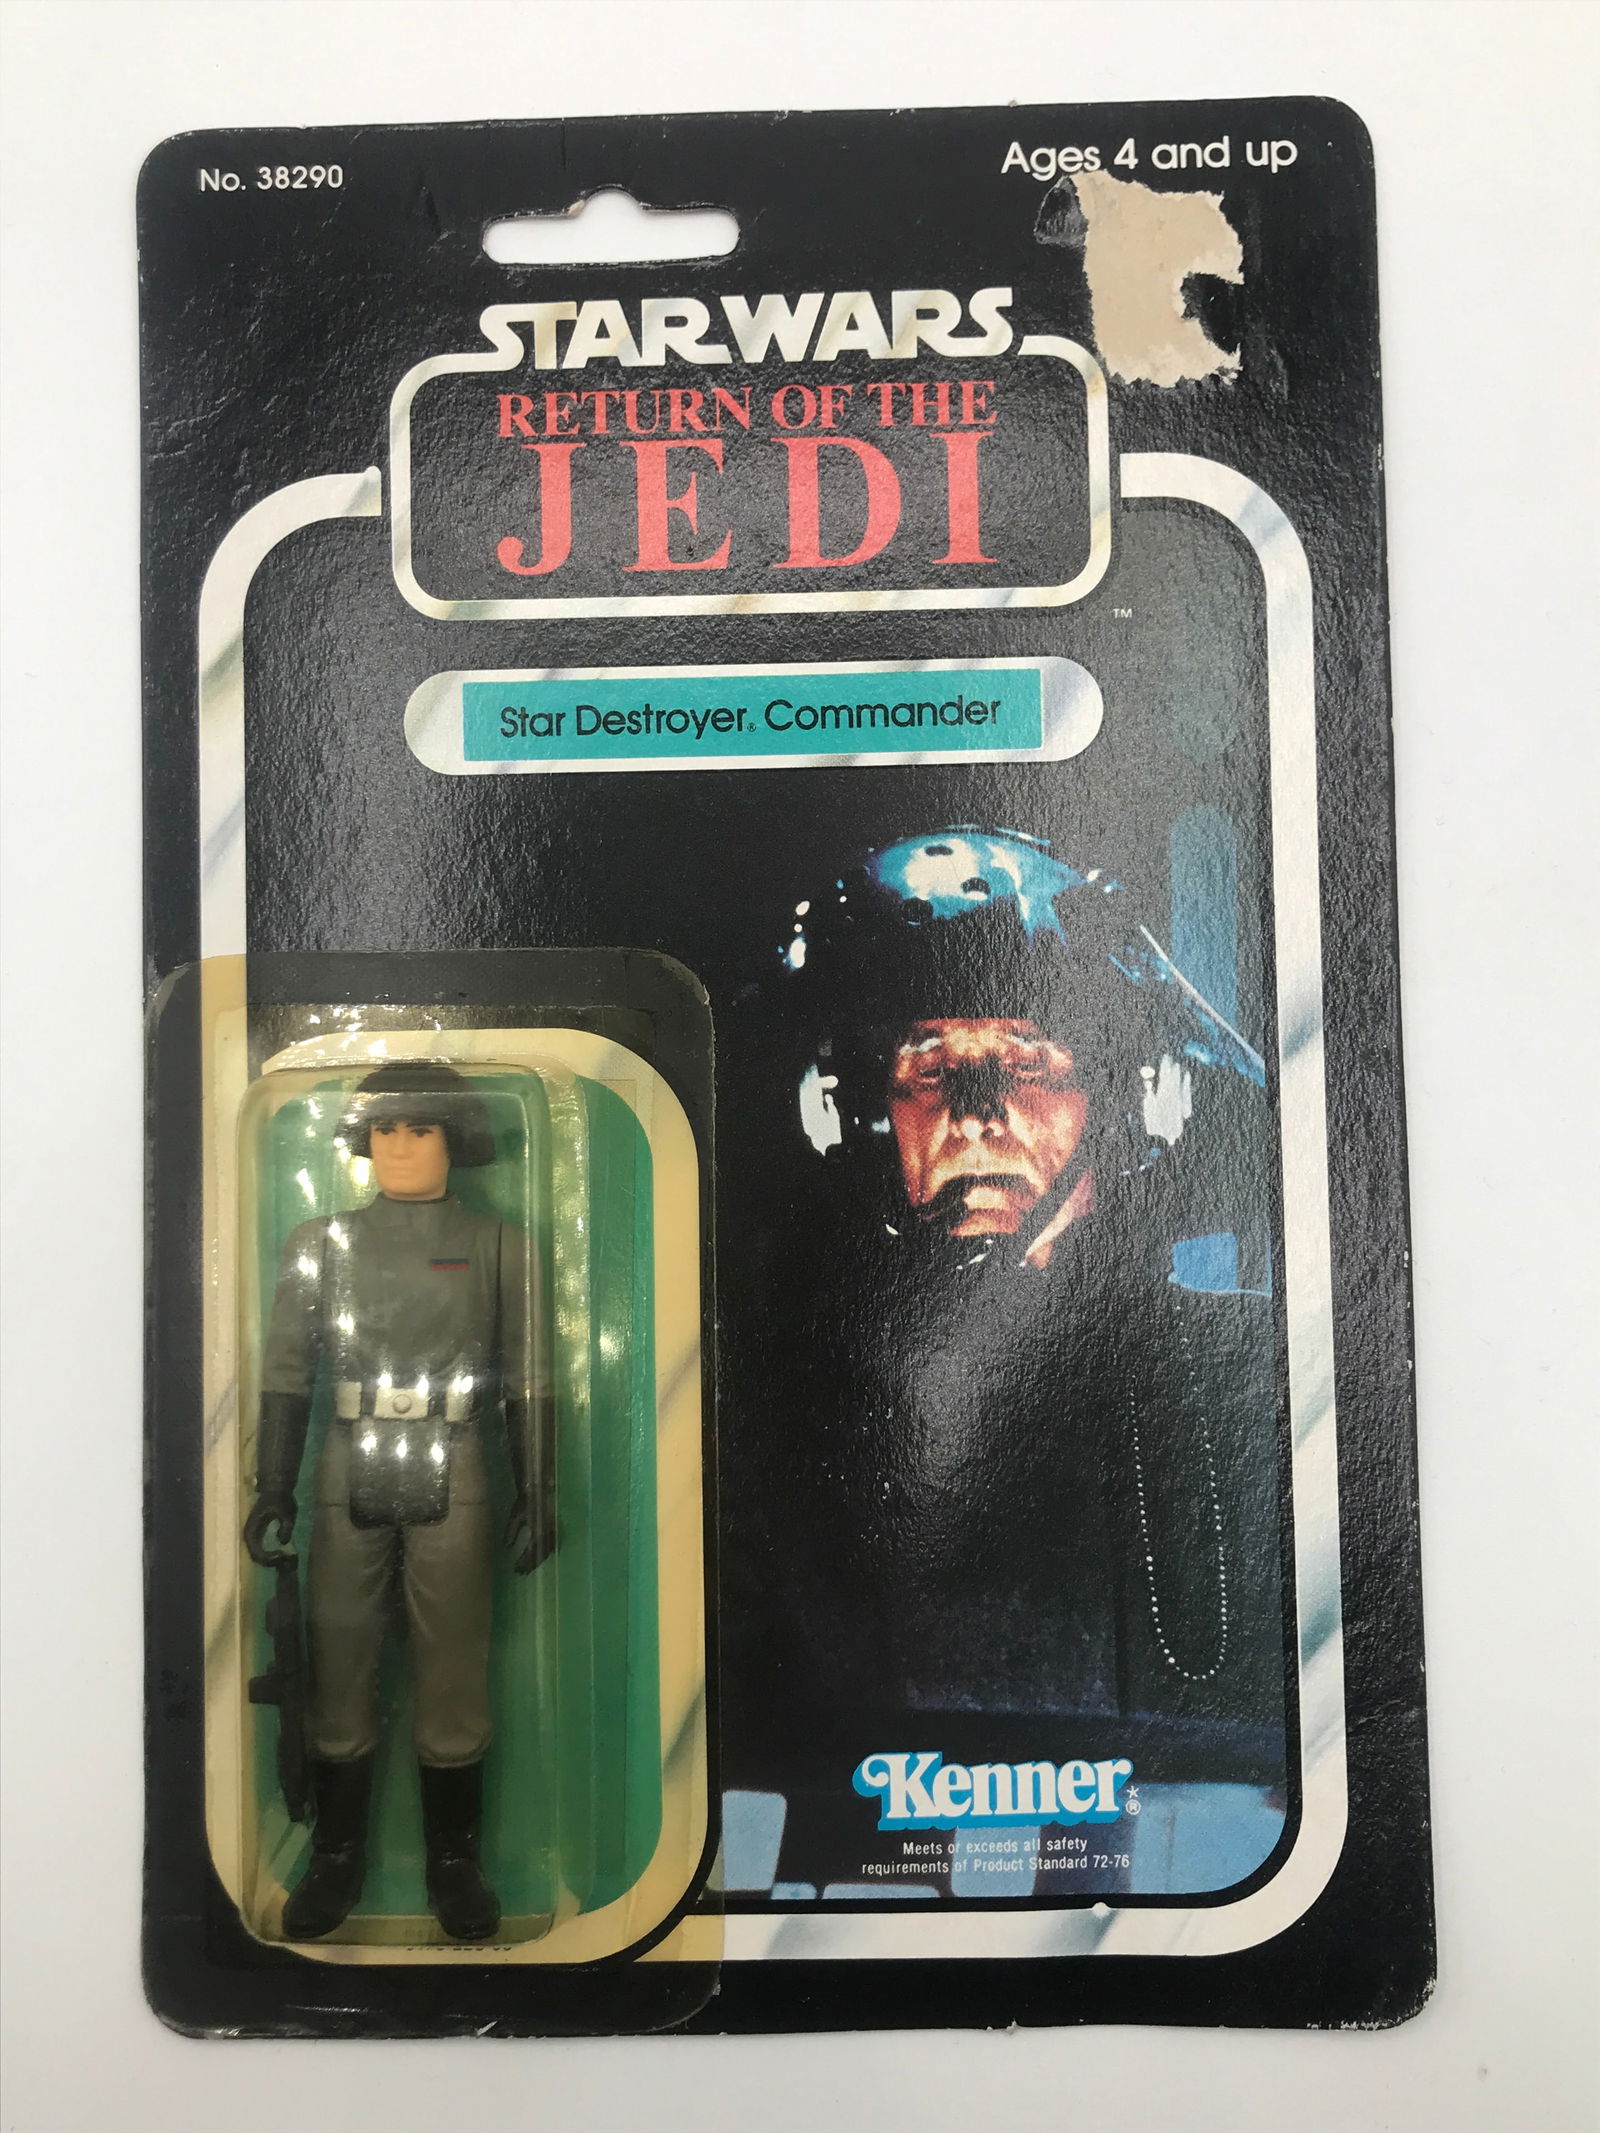 No. 38290
Ages 4 and up
STAR WARS
RETURN OF THE
JEDI
™
Star Destroyer® Commander
Kenner*®
Meets or exceeds all safety
requirements of Product Standard 72-76